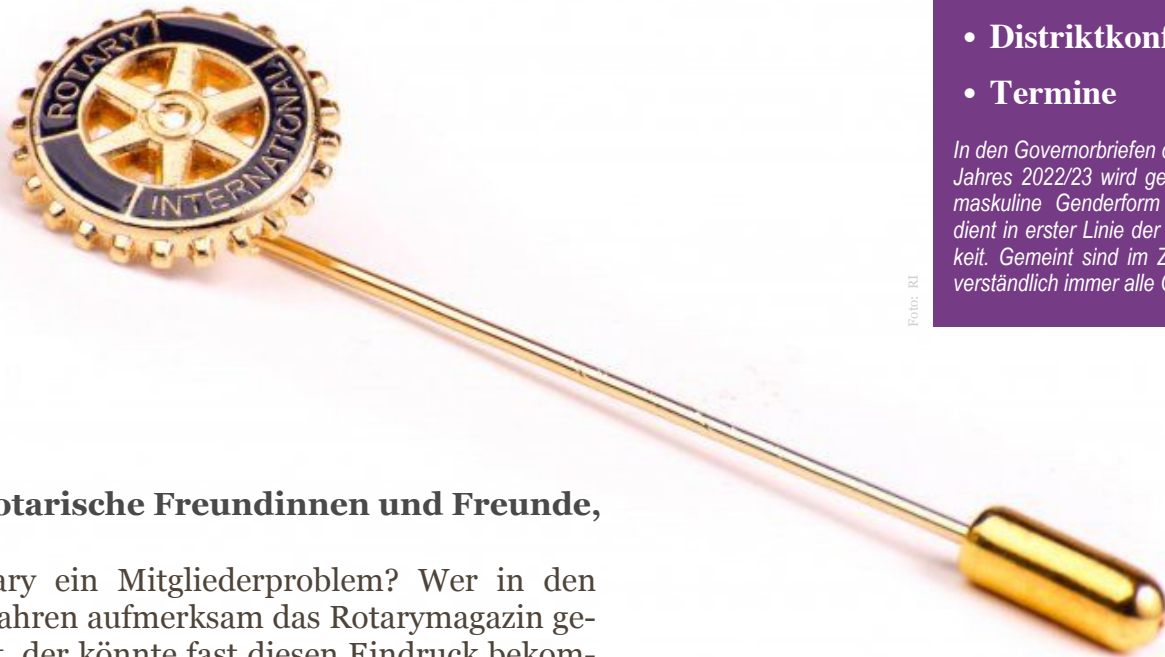 ROTARY
INTERNATIONAL
• Distriktkonf
• Termine
In den Governorbriefen
Jahres 2022/23 wird ge
maskuline Genderform
dient in erster Linie der
keit. Gemeint sind im Z
verständlich immer alle
Foto: RI
otarische Freundinnen und Freunde,
ary ein Mitgliederproblem? Wer in den
ahren aufmerksam das Rotarymagazin ge-
t, der könnte fast diesen Eindruck bekom-